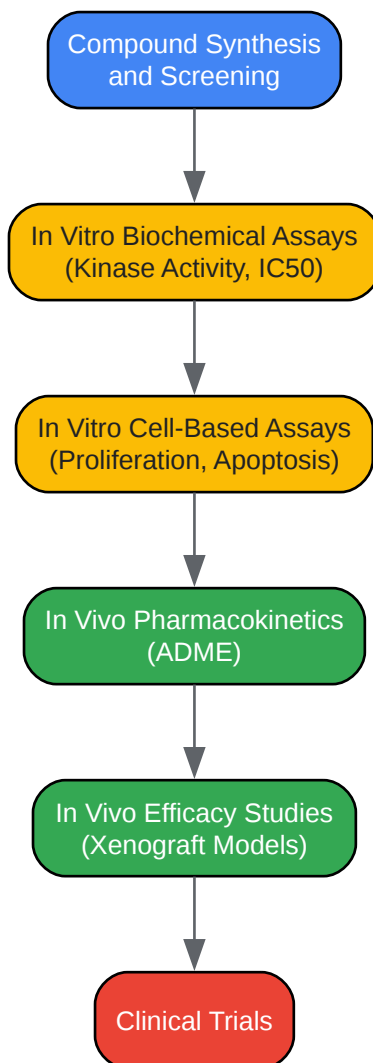 Compound Synthesis
and Screening
In Vitro Biochemical Assays
(Kinase Activity, IC50)
In Vitro Cell-Based Assays
(Proliferation, Apoptosis)
In Vivo Pharmacokinetics
(ADME)
In Vivo Efficacy Studies
(Xenograft Models)
Clinical Trials